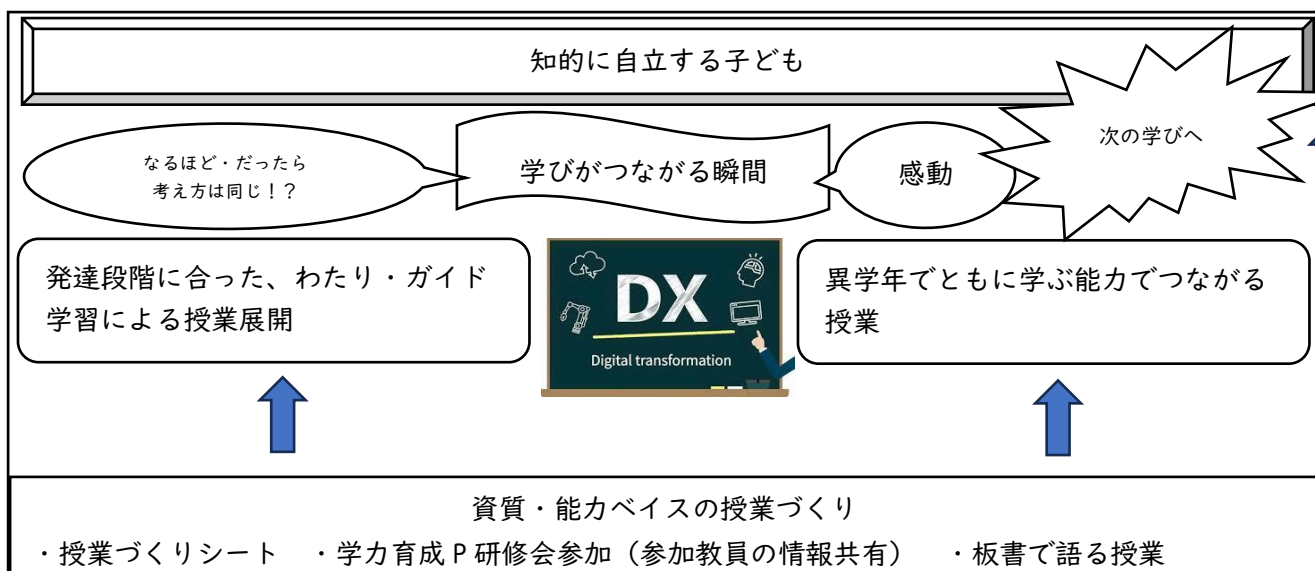 知的に自立する子ども
なるほど・だったら
考え方は同じ！？
学びがつながる瞬間
感動
次の学びへ
発達段階に合った、わたり・ガイド
学習による授業展開
DX
Digital transformation
異学年でともに学ぶ能力でつながる
授業
資質・能力ベイスの授業づくり
・授業づくりシート　・学力育成P研修会参加（参加教員の情報共有）　・板書で語る授業